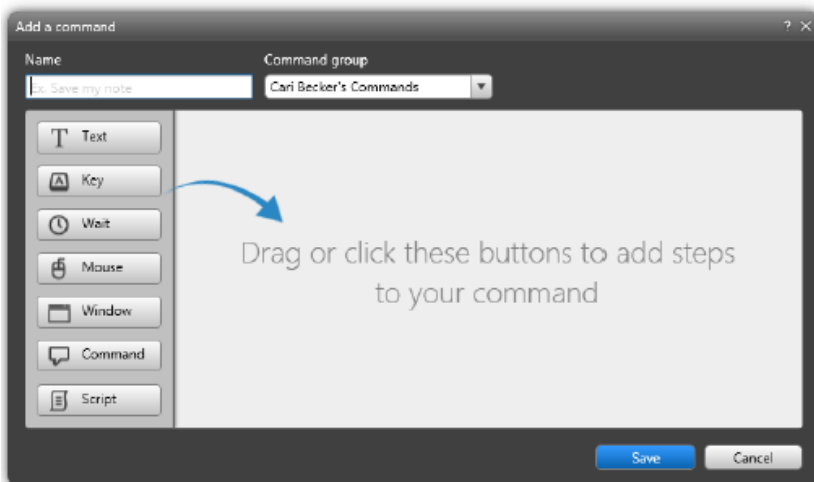 Add a command
? ×
Name
Command group
Ex. Save my note
Cari Becker's Commands
T Text
A Key
Wait
Mouse
Window
Command
Script
Drag or click these buttons to add steps
to your command
Save
Cancel